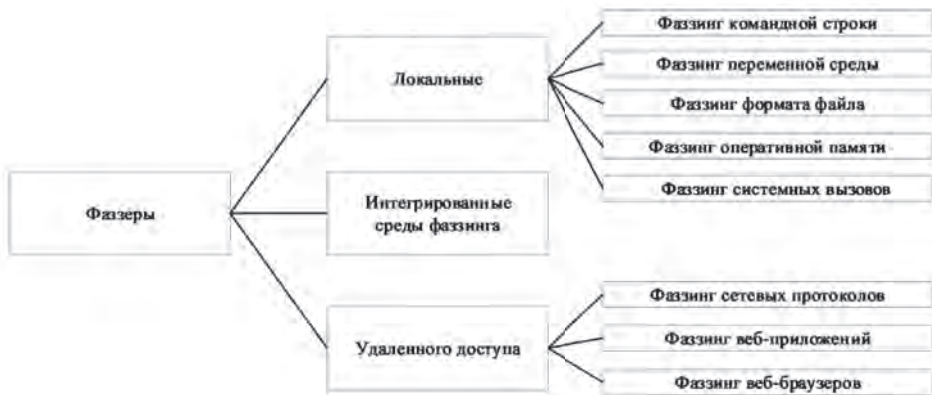 Фаззеры
Локальные
Интегрированные
среды фаззинга
Удаленного доступа
Фаззинг командной строки
Фаззинг переменной среды
Фаззинг формата файла
Фаззинг оперативной памяти
Фаззинг системных вызовов
Фаззинг сетевых протоколов
Фаззинг веб-приложений
Фаззинг веб-браузеров